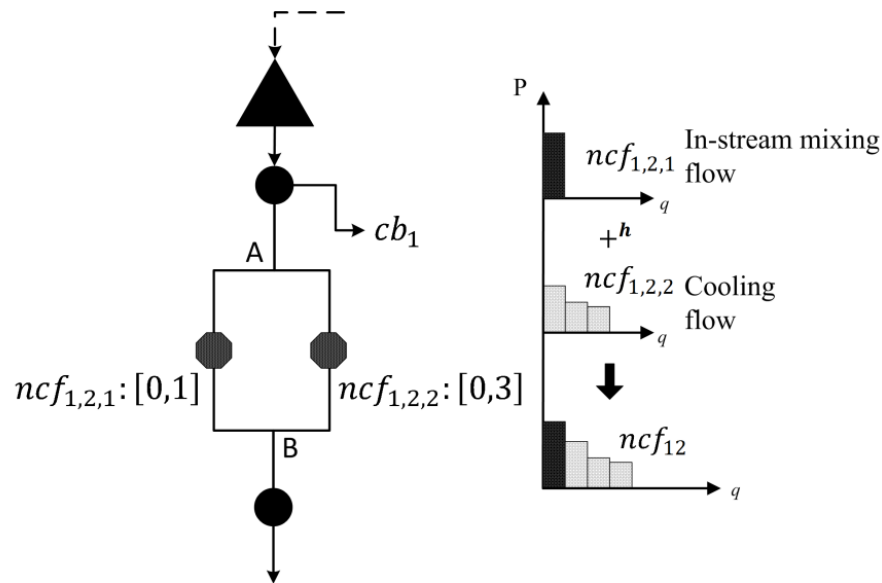 cb₁
A
ncf₁,₂,₁: [0,1]
ncf₁,₂,₂: [0,3]
B
P
ncf₁,₂,₁
In-stream mixing
flow
q
+ʰ
ncf₁,₂,₂
Cooling
flow
q
ncf₁₂
q